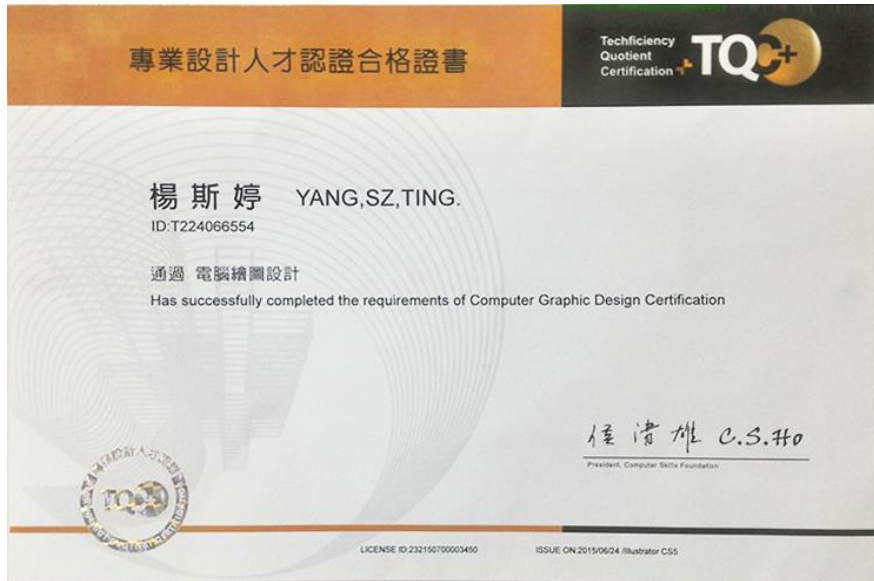 專業設計人才認證合格證書
Techficiency
Quotient
Certification
TQC+
楊斯婷 YANG,SZ,TING.
ID:T224066554
通過 電腦繪圖設計
Has successfully completed the requirements of Computer Graphic Design Certification
C.S.Ho
President, Computer Skills Foundation
TQC+
LICENSE ID:232150700003450
ISSUE ON:2015/06/24 /Illustrator CS5